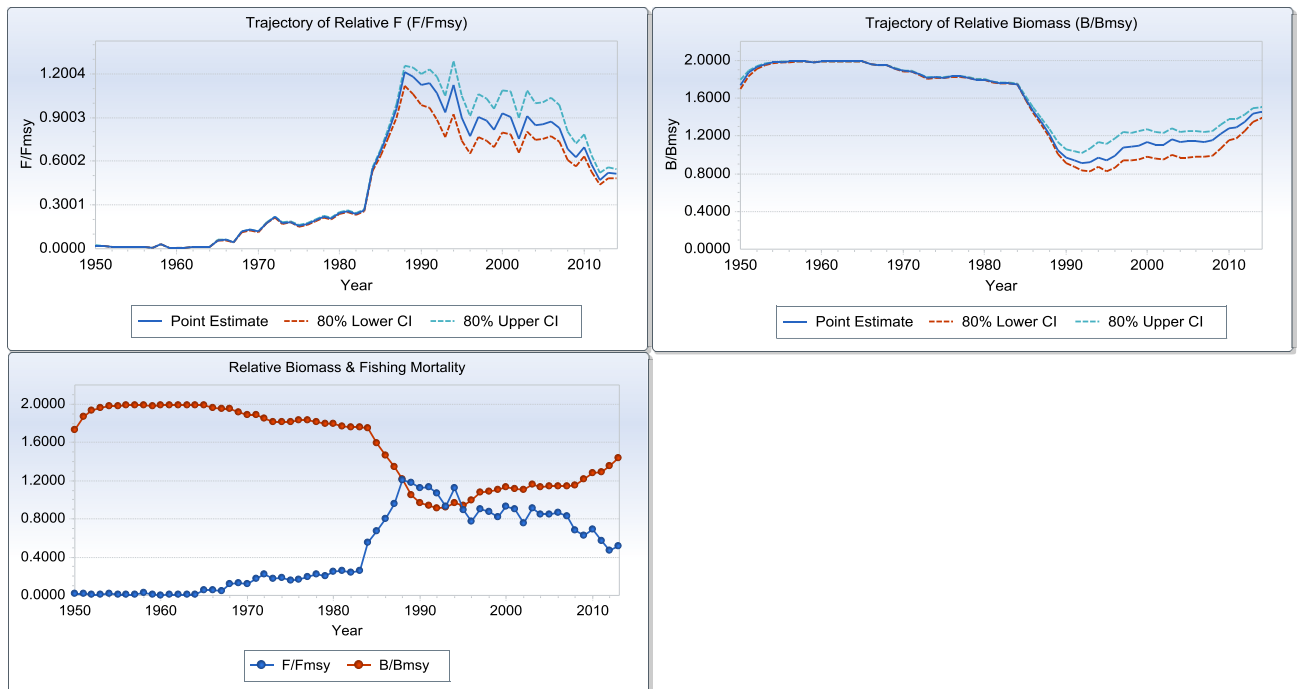 Trajectory of Relative F (F/Fmsy)
F/Fmsy
1.2004
0.9003
0.6002
0.3001
0.0000
1950 1960 1970 1980 1990 2000 2010
Year
Point Estimate 80% Lower CI 80% Upper CI
Trajectory of Relative Biomass (B/Bmsy)
B/Bmsy
2.0000
1.6000
1.2000
0.8000
0.4000
0.0000
1950 1960 1970 1980 1990 2000 2010
Year
Point Estimate 80% Lower CI 80% Upper CI
Relative Biomass & Fishing Mortality
2.0000
1.6000
1.2000
0.8000
0.4000
0.0000
1950 1960 1970 1980 1990 2000 2010
Year
F/Fmsy B/Bmsy